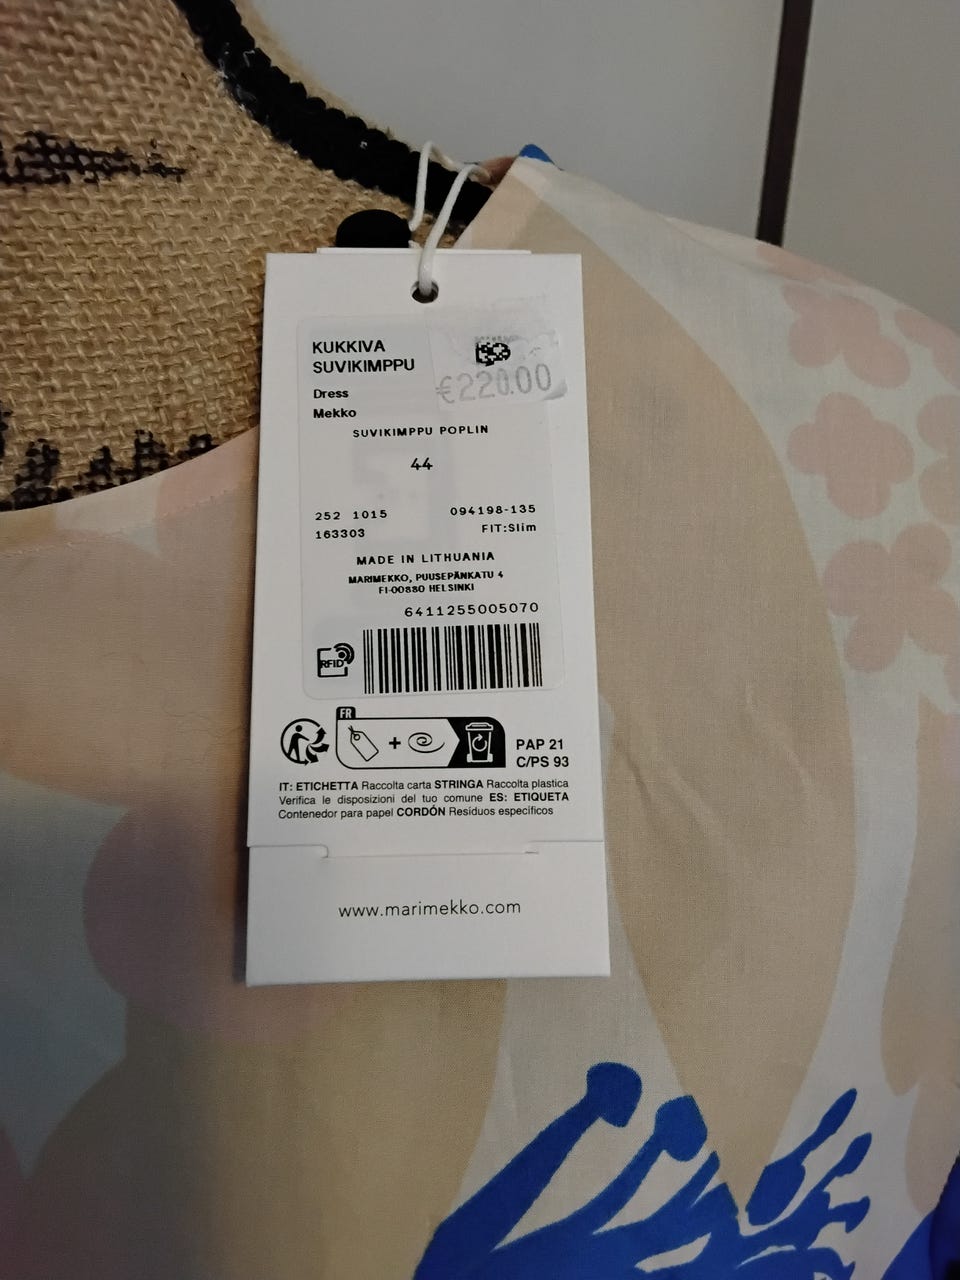 KUKKIVA
SUVIKIMPPU
€220.00
Dress
Mekko
SUVIKIMPPU POPLIN
44
252 1015 094198-135
163303 FIT:Slim
MADE IN LITHUANIA
MARIMEKKO, PUUSEPÄNKATU 4
FI-00880 HELSINKI
6411255005070
RFID
FR
+
PAP 21
C/PS 93
IT: ETICHETTA Raccolta carta STRINGA Raccolta plastica
Verifica le disposizioni del tuo comune ES: ETIQUETA
Contenedor para papel CORDÓN Residuos específicos
www.marimekko.com